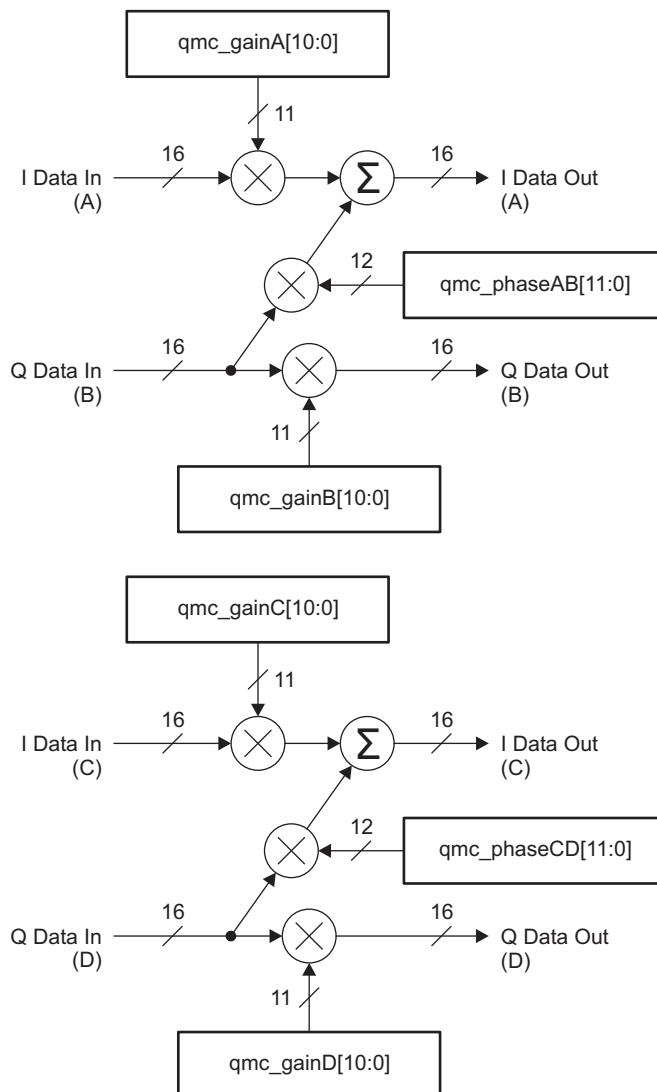 qmc_gainA[10:0]
11
16
16
I Data In
(A)
Σ
I Data Out
(A)
12
qmc_phaseAB[11:0]
16
16
Q Data In
(B)
Q Data Out
(B)
11
qmc_gainB[10:0]
qmc_gainC[10:0]
11
16
16
I Data In
(C)
Σ
I Data Out
(C)
12
qmc_phaseCD[11:0]
16
16
Q Data In
(D)
Q Data Out
(D)
11
qmc_gainD[10:0]